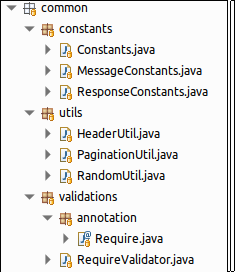 common
constants
Constants.java
MessageConstants.java
ResponseConstants.java
utils
HeaderUtil.java
PaginationUtil.java
RandomUtil.java
validations
annotation
Require.java
RequireValidator.java